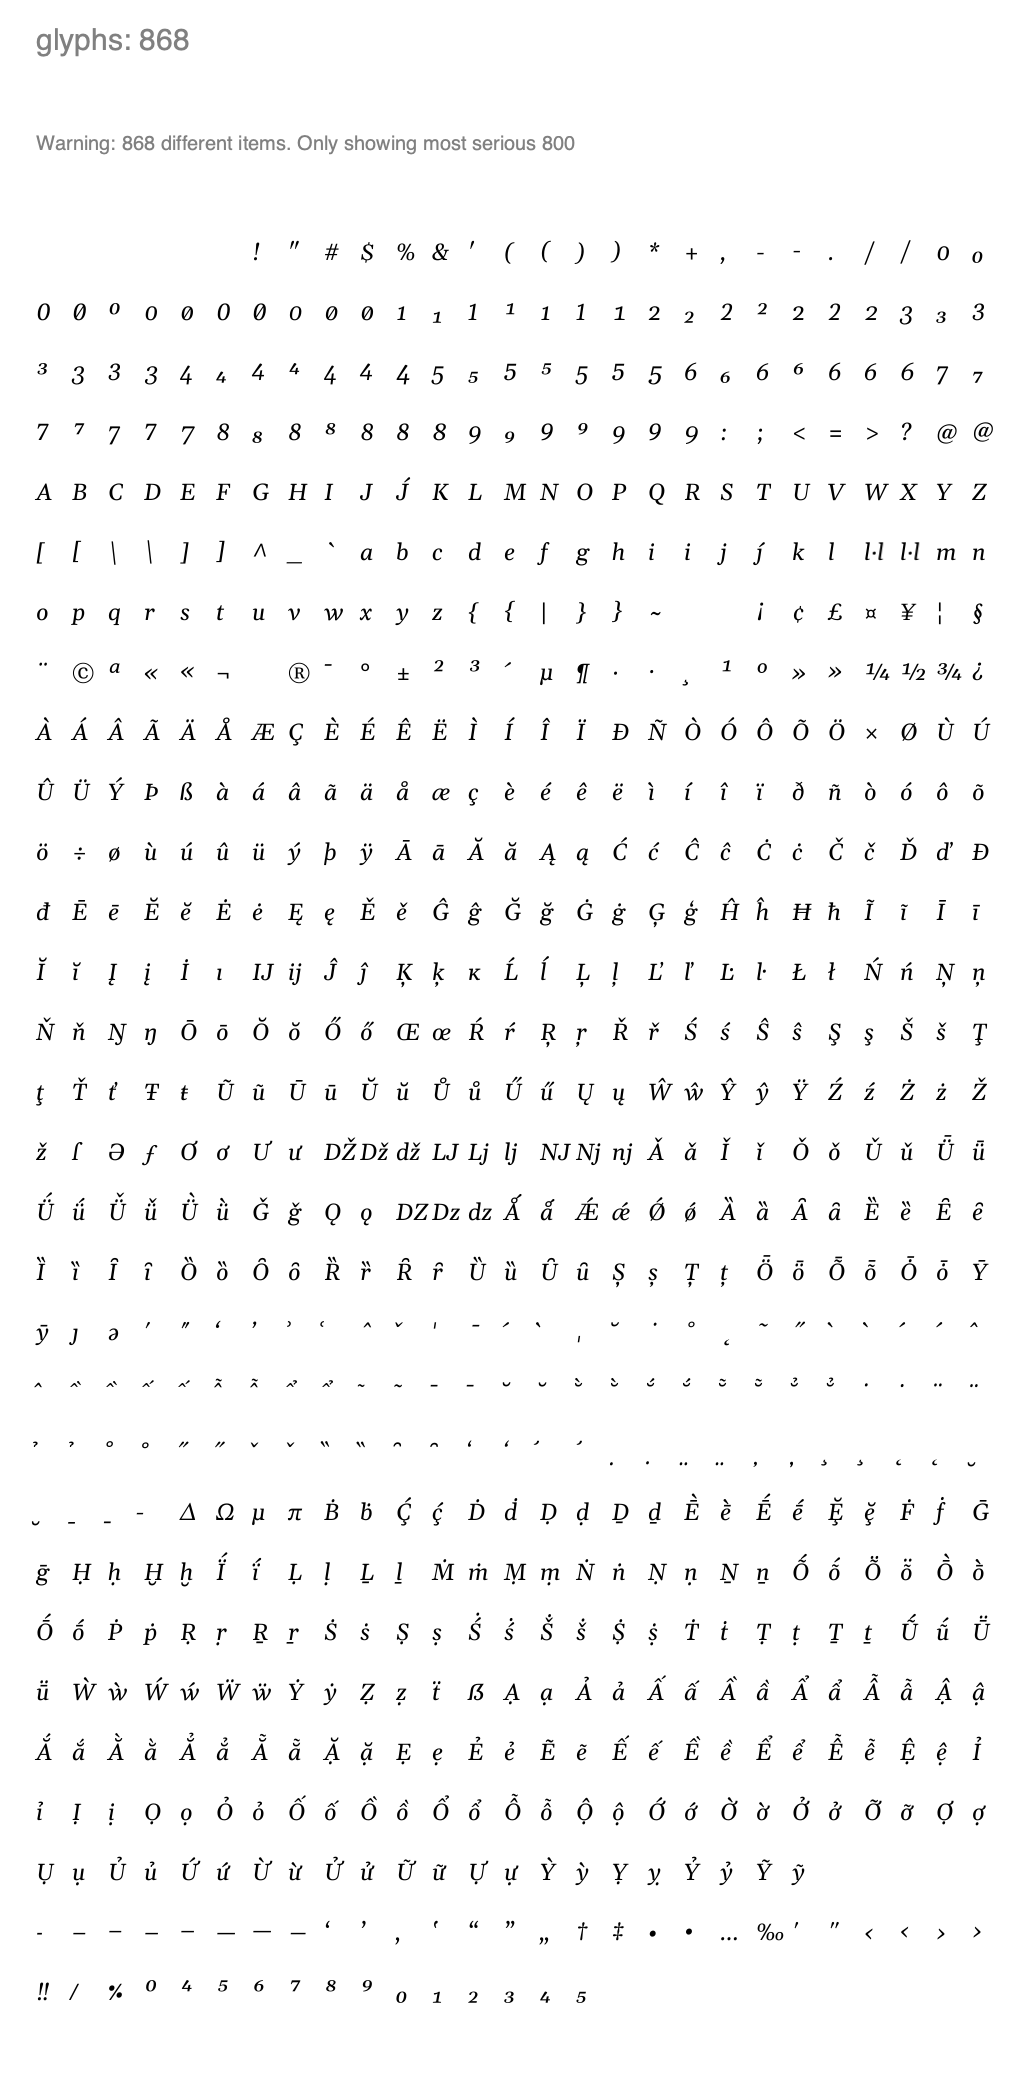 glyphs: 868
Warning: 868 different items. Only showing most serious 800
! " # $ % & ' ( ( ) ) * + , - - . / / 0 ₀
0 0 ⁰ 0 0 0 0 0 0 0 1 ₁ 1 ¹ 1 1 1 2 ₂ 2 ² 2 2 2 3 ₃ 3
³ 3 3 3 4 ₄ 4 ⁴ 4 4 4 5 ₅ 5 ⁵ 5 5 5 6 ₆ 6 ⁶ 6 6 6 7 ₇
7 ⁷ 7 7 7 8 ₈ 8 ⁸ 8 8 8 9 ₉ 9 ⁹ 9 9 9 : ; < = > ? @ @
A B C D E F G H I J J́ K L M N O P Q R S T U V W X Y Z
[ [ \ \ ] ] ^ _ ` a b c d e f g h i i j j́ k l l·l l·l m n
o p q r s t u v w x y z { { | } } ~ ¡ ¢ £ ¤ ¥ ¦ §
¨ © ª « « ¬ ® ¯ ° ± ² ³ ´ µ ¶ · · ¸ ¹ º » » ¼ ½ ¾ ¿
À Á Â Ã Ä Å Æ Ç È É Ê Ë Ì Í Î Ï Ð Ñ Ò Ó Ô Õ Ö × Ø Ù Ú
Û Ü Ý Þ ß à á â ã ä å æ ç è é ê ë ì í î ï ð ñ ò ó ô õ
ö ÷ ø ù ú û ü ý þ ÿ Ā ā Ă ă Ą ą Ć ć Ĉ ĉ Ċ ċ Č č Ď ď Đ
đ Ē ē Ĕ ĕ Ė ė Ę ę Ě ě Ĝ ĝ Ğ ğ Ġ ġ Ģ ģ Ĥ ĥ Ħ ħ Ĩ ĩ Ī ī
Ĭ ĭ Į į İ ı Ĳ ĳ Ĵ ĵ Ķ ķ ĸ Ĺ ĺ Ļ ļ Ľ ľ Ŀ ŀ Ł ł Ń ń Ņ ņ
Ň ň Ŋ ŋ Ō ō Ŏ ŏ Ő ő Œ œ Ŕ ŕ Ŗ ŗ Ř ř Ś ś Ŝ ŝ Ş ş Š š Ţ
ţ Ť ť Ŧ ŧ Ũ ũ Ū ū Ŭ ŭ Ů ů Ű ű Ų ų Ŵ ŵ Ŷ ŷ Ÿ Ź ź Ż ż Ž
ž ſ Ə ƒ Ơ ơ Ư ư Ǆ ǅ ǆ Ǉ ǈ ǉ Ǌ ǋ ǌ Ǎ ǎ Ǐ ǐ Ǒ ǒ Ǔ ǔ Ǖ ǖ
Ǘ ǘ Ǚ ǚ Ǜ ǜ Ǧ ǧ Ǫ ǫ Ǳ ǲ ǳ Ǻ ǻ Ǽ ǽ Ǿ ǿ Ȁ ȁ Ȃ ȃ Ȅ ȅ Ȇ ȇ
Ȉ ȉ Ȋ ȋ Ȍ ȍ Ȏ ȏ Ȑ ȑ Ȓ ȓ Ȕ ȕ Ȗ ȗ Ș ș Ț ț Ȫ ȫ Ȭ ȭ Ȱ ȱ Ȳ
ȳ ȷ ə ʹ ʺ ʻ ʼ ʾ ʿ ˆ ˇ ˈ ˉ ˊ ˋ ˌ ˘ ˙ ˚ ˛ ˜ ˝ ̀ ̀ ́ ́ ̂
̱ - Δ Ω μ π Ḃ ḃ Ḉ ḉ Ḋ ḋ Ḍ ḍ Ḏ ḏ Ḕ ḕ Ḗ ḗ Ḝ ḝ Ḟ ḟ Ḡ
ḡ Ḥ ḥ Ḫ ḫ Ḯ ḯ Ḷ ḷ Ḻ ḻ Ṁ ṁ Ṃ ṃ Ṅ ṅ Ṇ ṇ Ṉ ṉ Ṍ ṍ Ṏ ṏ Ṑ ṑ
Ṓ ṓ Ṗ ṗ Ṛ ṛ Ṟ ṟ Ṡ ṡ Ṣ ṣ Ṥ ṥ Ṧ ṧ Ṩ ṩ Ṫ ṫ Ṭ ṭ Ṯ ṯ Ṹ ṹ Ṻ
ṻ Ẁ ẁ Ẃ ẃ Ẅ ẅ Ẏ ẏ Ẓ ẓ ẗ ẞ Ạ ạ Ả ả Ấ ấ Ầ ầ Ẩ ẩ Ẫ ẫ Ậ ậ
Ắ ắ Ằ ằ Ẳ ẳ Ẵ ẵ Ặ ặ Ẹ ẹ Ẻ ẻ Ẽ ẽ Ế ế Ề ề Ể ể Ễ ễ Ệ ệ Ỉ
ỉ Ị ị Ọ ọ Ỏ ỏ Ố ố Ồ ồ Ổ ổ Ỗ ỗ Ộ ộ Ớ ớ Ờ ờ Ở ở Ỡ ỡ Ợ ợ
Ụ ụ Ủ ủ Ứ ứ Ừ ừ Ử ử Ữ ữ Ự ự Ỳ ỳ Ỵ ỵ Ỷ ỷ Ỹ ỹ
‐ – – – – — — ― ‘ ’ ‚ ‛ “ ” „ † ‡ • • … ‰ ′ ″ ‹ ‹ › ›
‼ ⁄ ⁒ ⁰ ⁴ ⁵ ⁶ ⁷ ⁸ ⁹ ₀ ₁ ₂ ₃ ₄ ₅